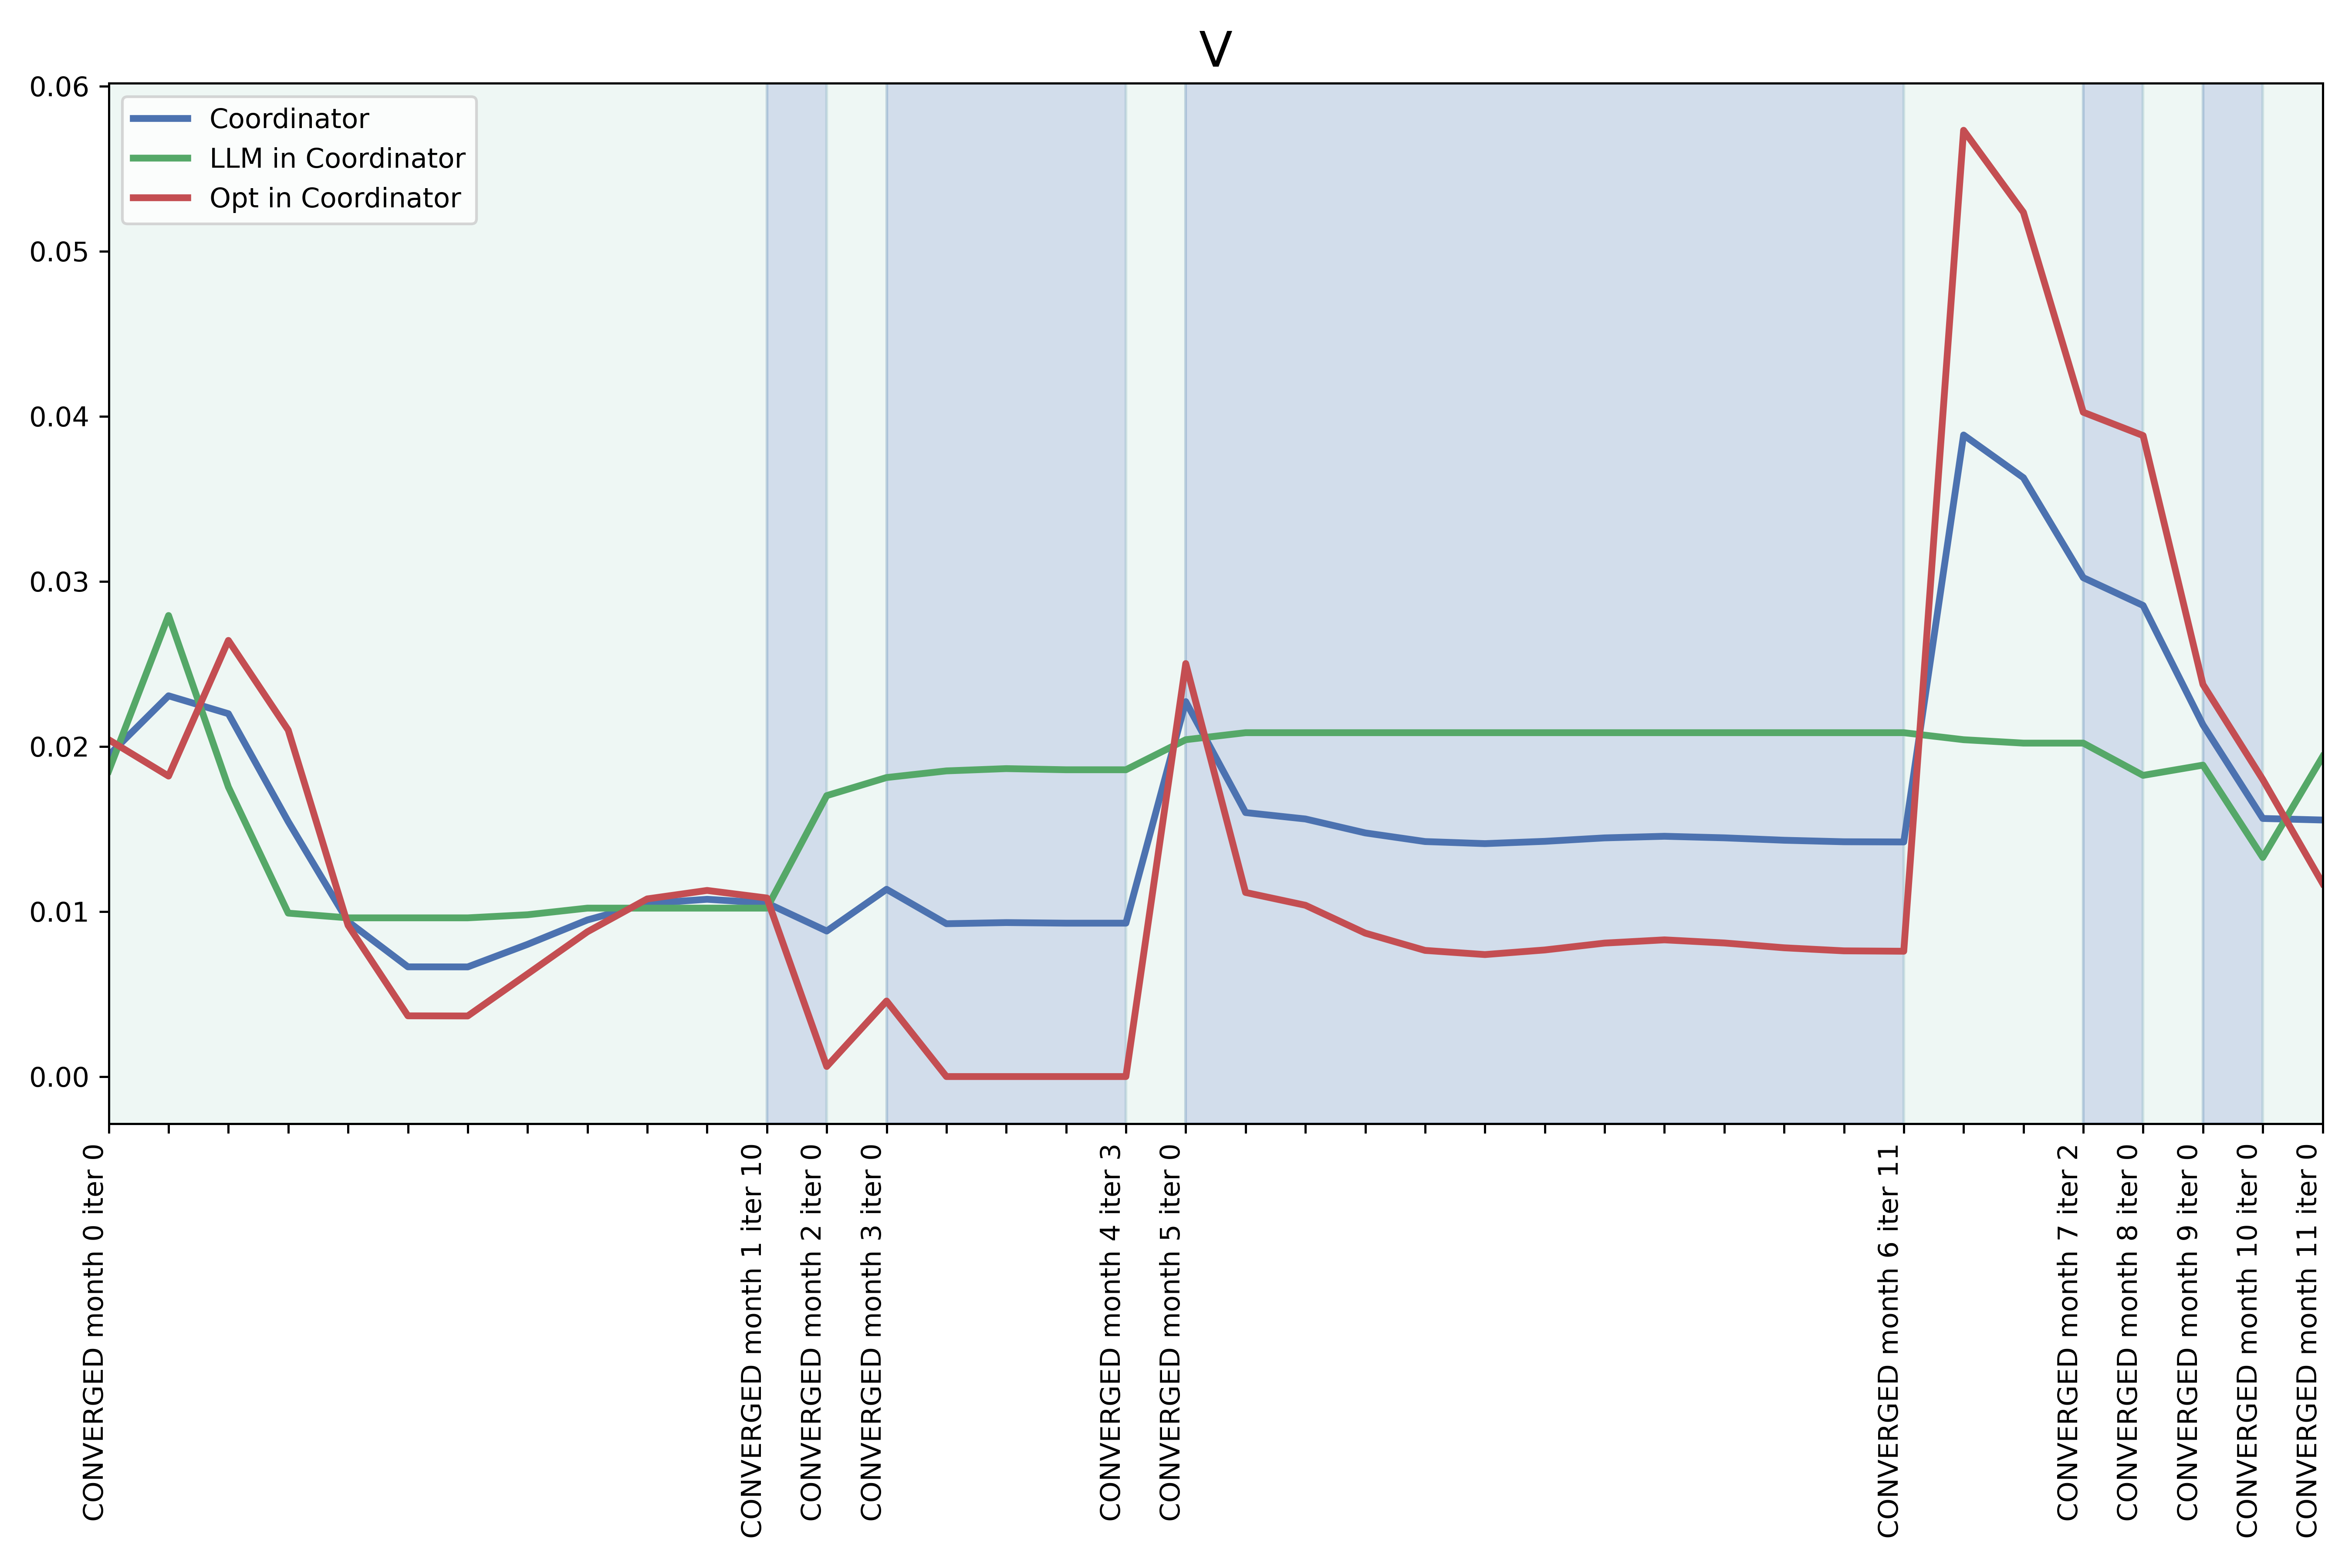 V
0.06
0.05
0.04
0.03
0.02
0.01
0.00
Coordinator
LLM in Coordinator
Opt in Coordinator
CONVERGED month 0 iter 0
CONVERGED month 1 iter 10
CONVERGED month 2 iter 0
CONVERGED month 3 iter 0
CONVERGED month 4 iter 3
CONVERGED month 5 iter 0
CONVERGED month 6 iter 11
CONVERGED month 7 iter 2
CONVERGED month 8 iter 0
CONVERGED month 9 iter 0
CONVERGED month 10 iter 0
CONVERGED month 11 iter 0